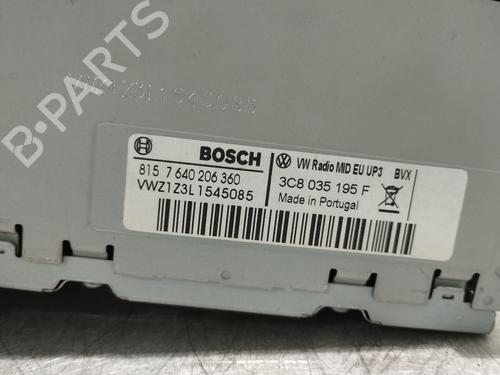 B-PARTS
VWZ1Z3L1545085
BOSCH
VW Radio MID EU UP3 BVX
815 7 640 206 360
3C8 035 195 F
VWZ1Z3L1545085
Made in Portugal